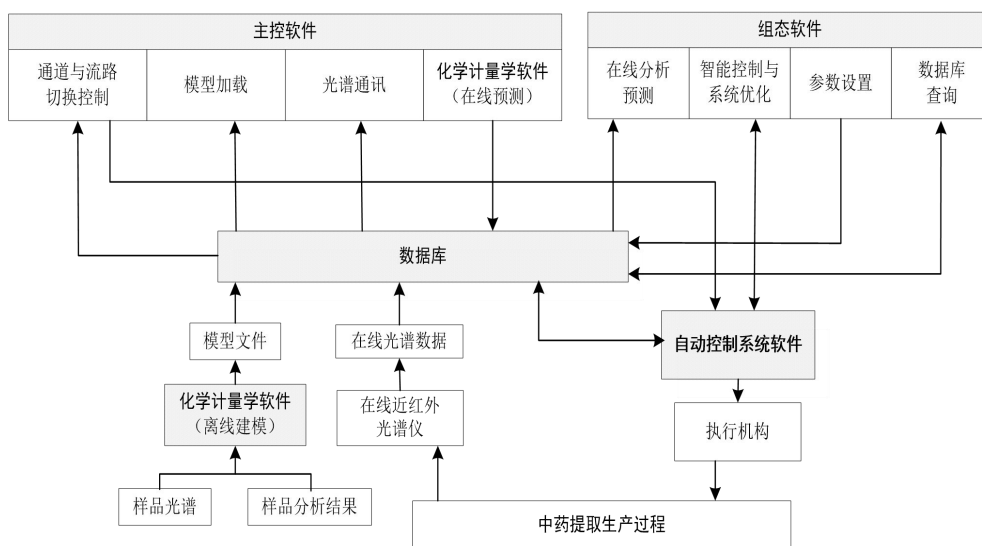 主控软件
通道与流路
切换控制
模型加载
光谱通讯
化学计量学软件
（在线预测）
组态软件
在线分析
预测
智能控制与
系统优化
参数设置
数据库
查询
数据库
模型文件
在线光谱数据
自动控制系统软件
化学计量学软件
（离线建模）
在线近红外
光谱仪
执行机构
样品光谱
样品分析结果
中药提取生产过程